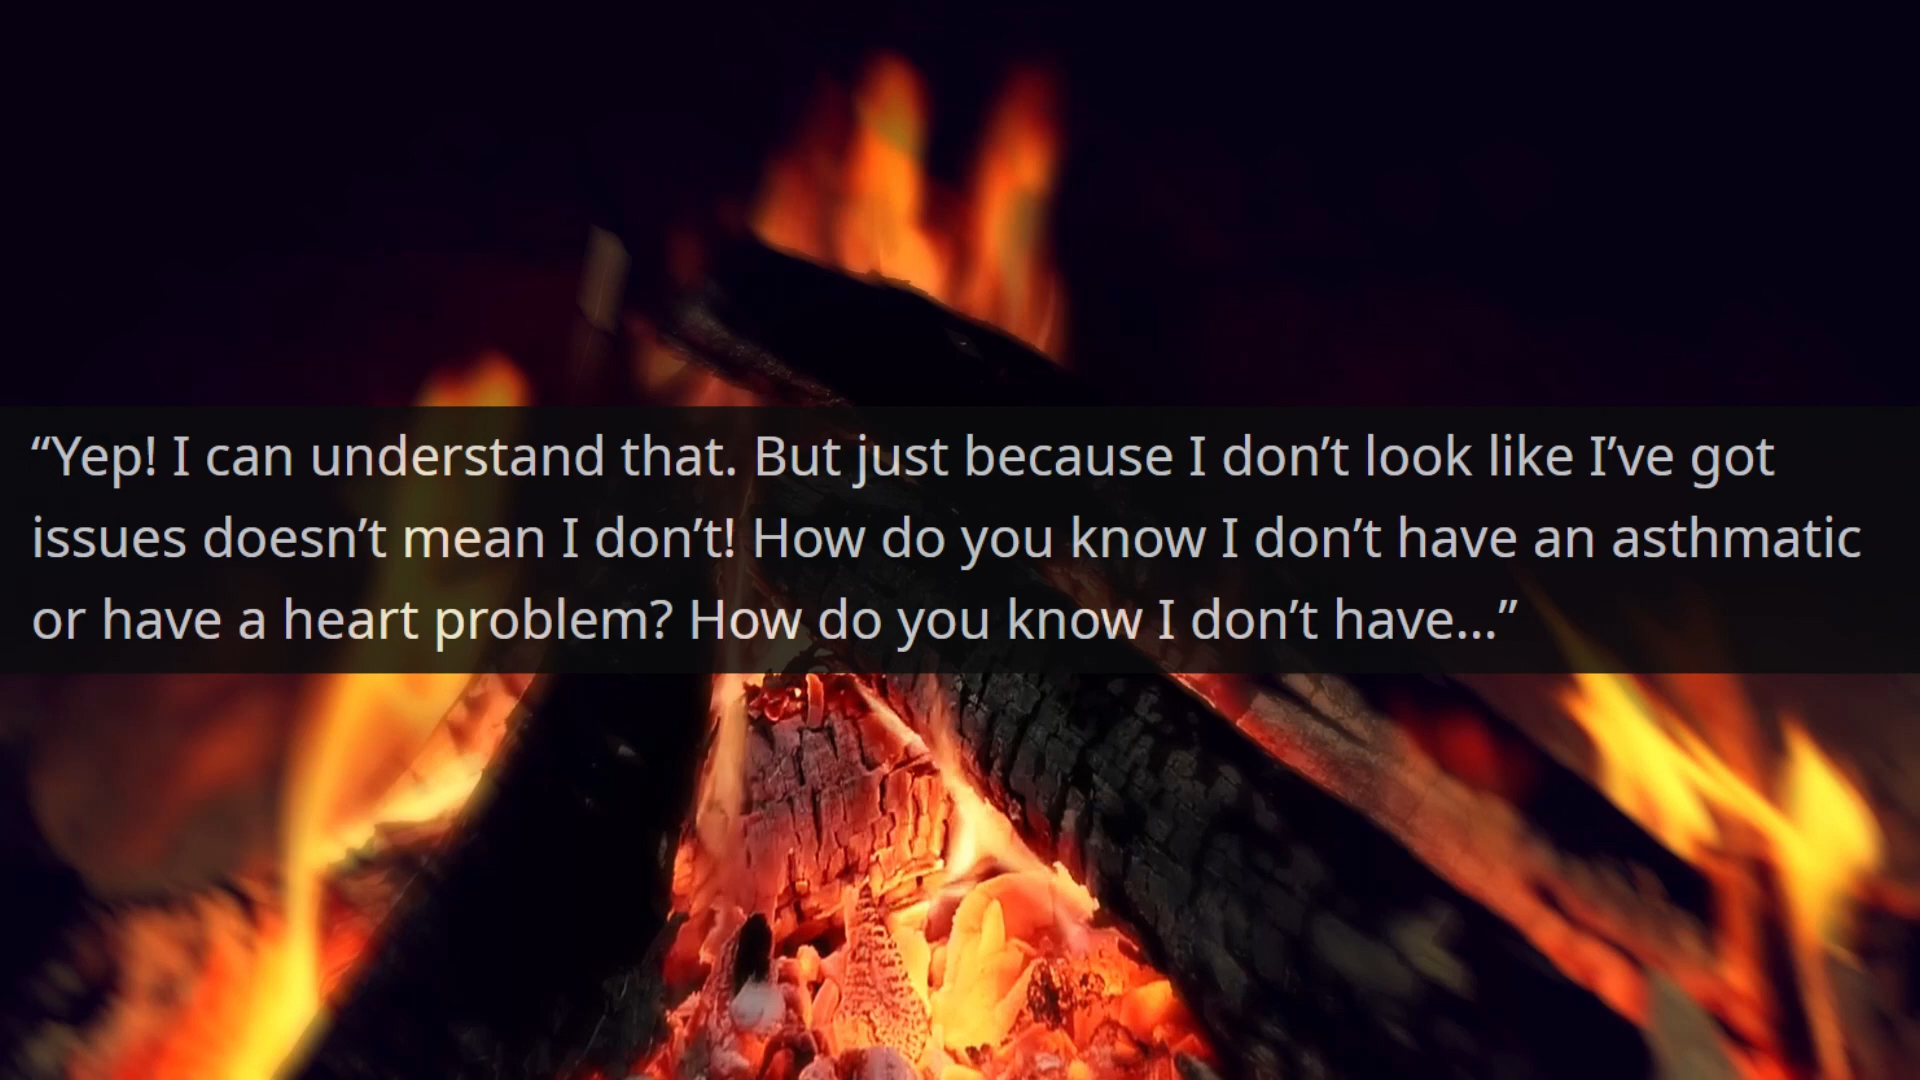 “Yep! I can understand that. But just because I don’t look like I’ve got
issues doesn’t mean I don’t! How do you know I don’t have an asthmatic
or have a heart problem? How do you know I don’t have...”